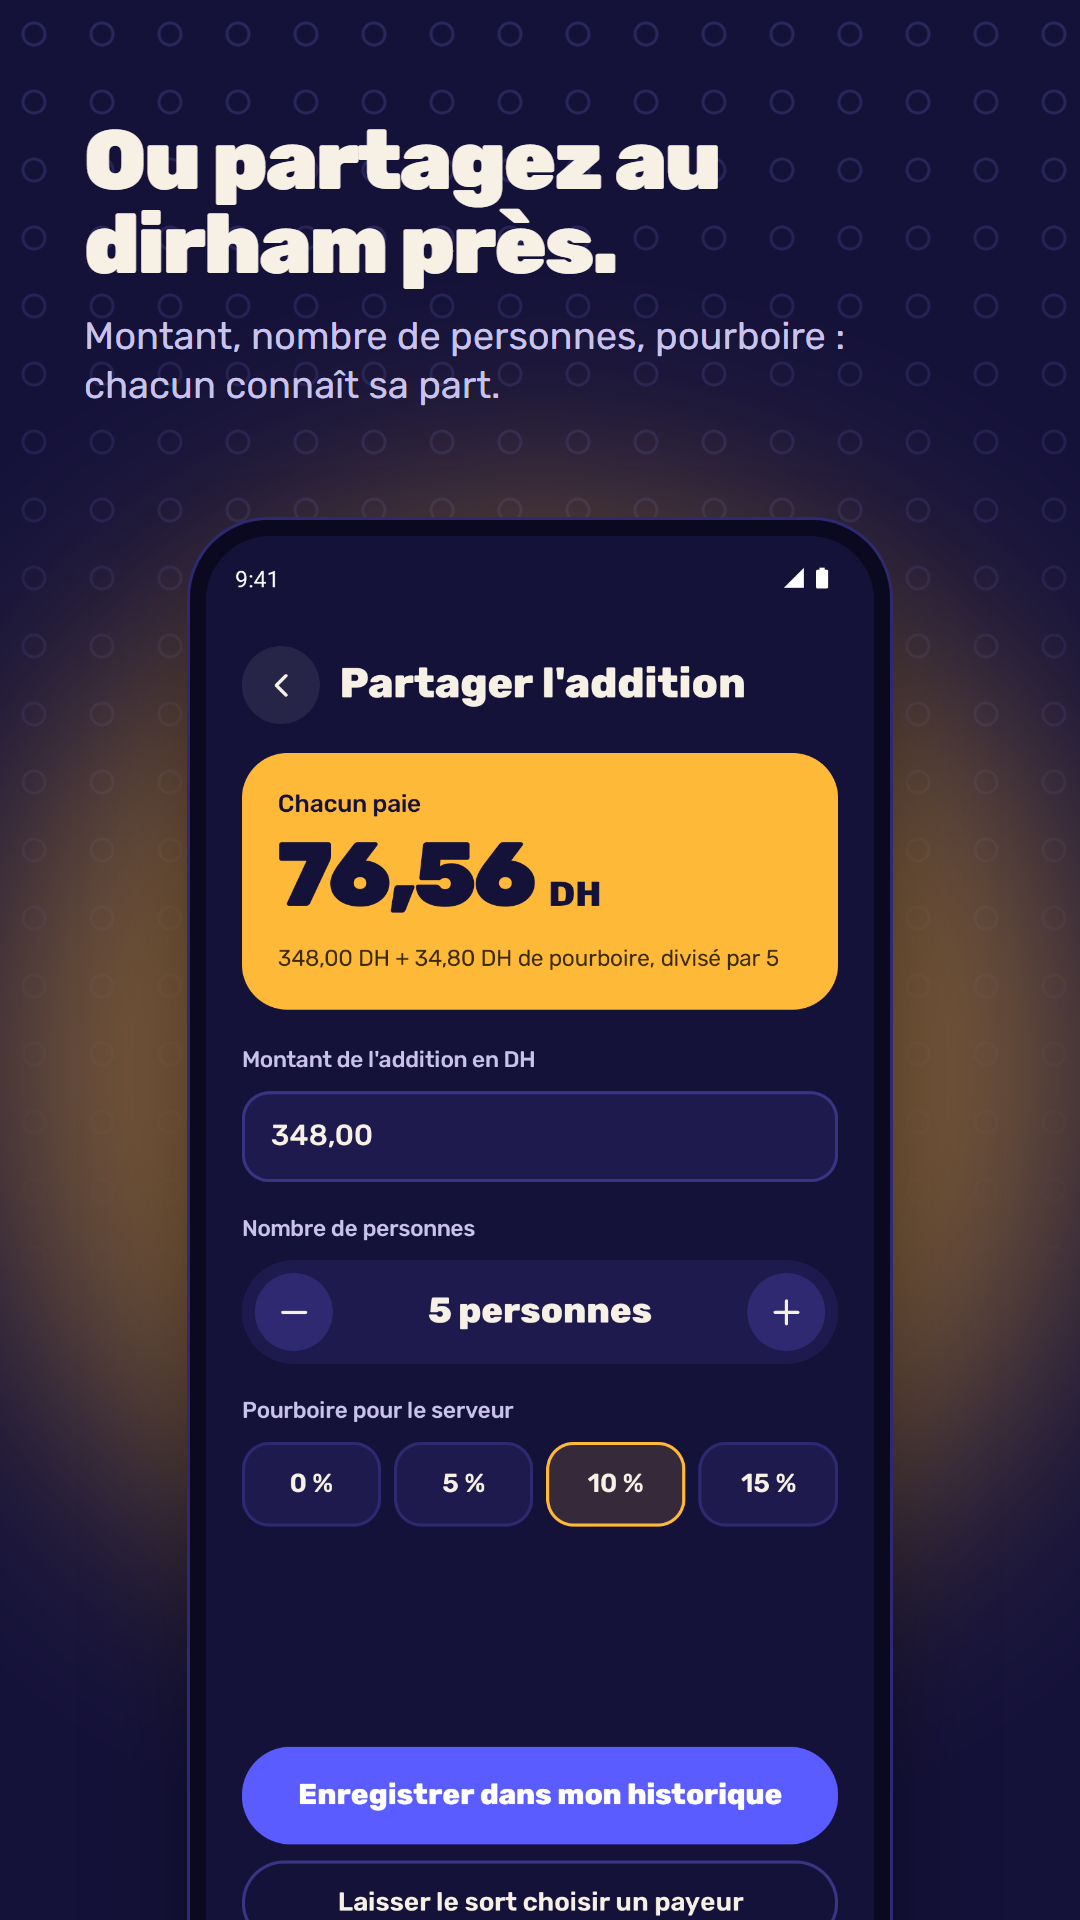 Ou partagez au
dirham près.
Montant, nombre de personnes, pourboire :
chacun connaît sa part.
9:41
Partager l'addition
Chacun paie
76,56 DH
348,00 DH + 34,80 DH de pourboire, divisé par 5
Montant de l'addition en DH
348,00
Nombre de personnes
5 personnes
Pourboire pour le serveur
0 % 5 % 10 % 15 %
Enregistrer dans mon historique
Laisser le sort choisir un payeur